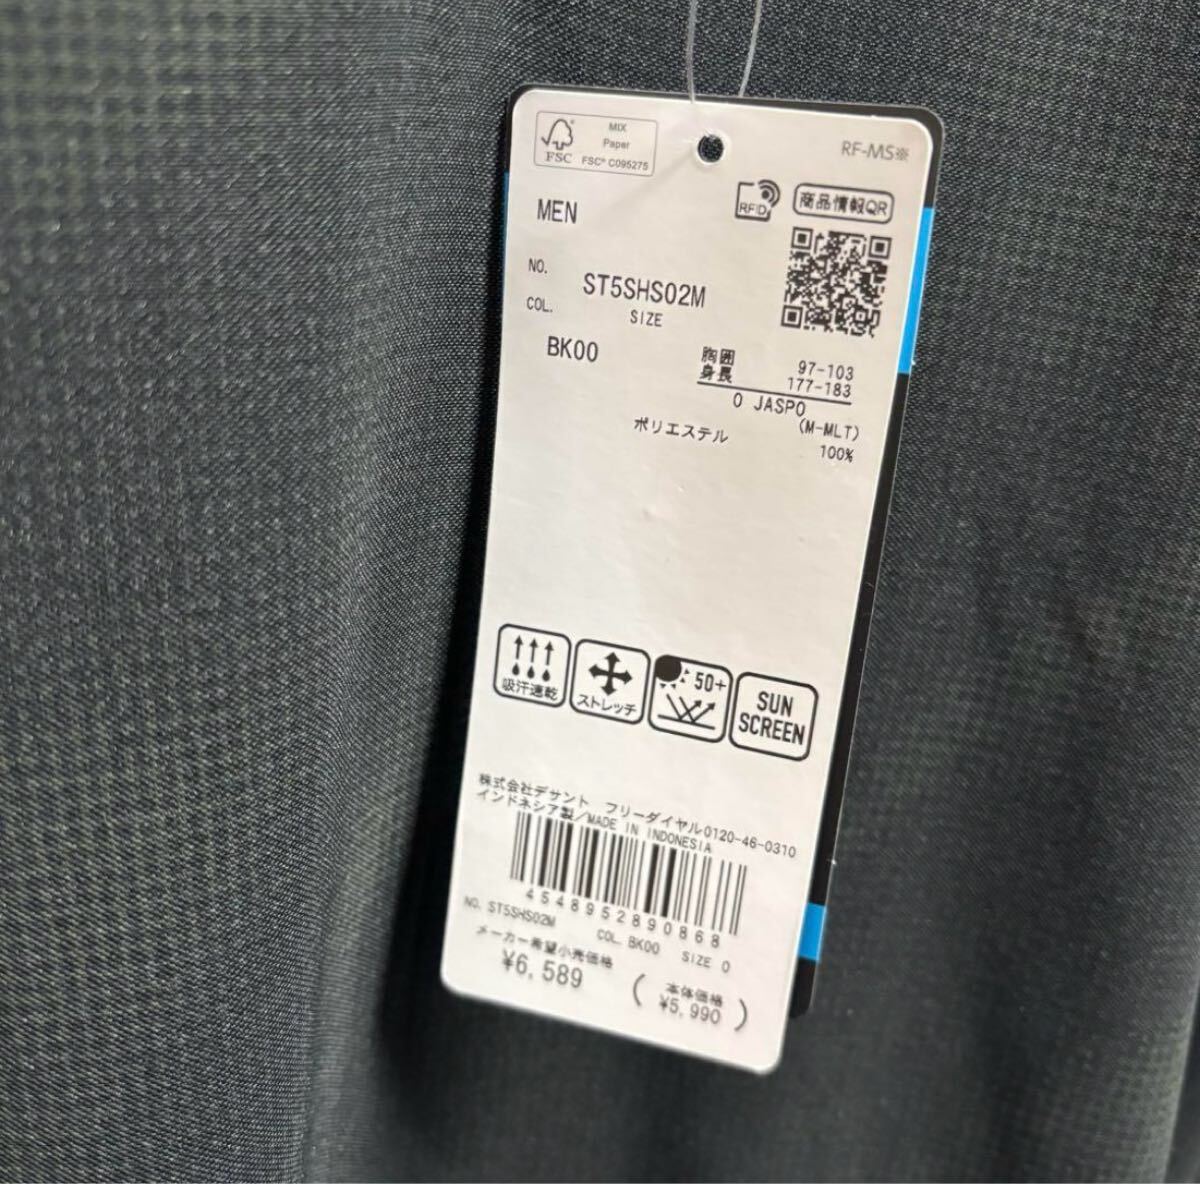 FSC®
MIX
Paper
FSC® C095275
RF-MS※
MEN
RFID
商品情報QR
NO.
ST5SHS02M
COL.
SIZE
BK00
胸囲 97-103
身長 177-183
O JASPO
(M-MLT)
ポリエステル 100%
吸汗速乾
ストレッチ
50+
SUN
SCREEN
株式会社デサント フリーダイヤル0120-46-0310
インドネシア製/MADE IN INDONESIA
4548952890868
NO. ST5SHS02M COL. BK00 SIZE O
メーカー希望小売価格
¥6,589
( 本体価格
¥5,990 )